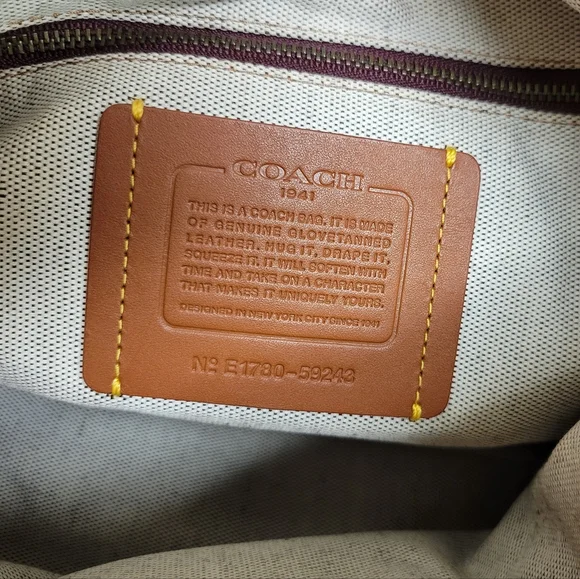 COACH
1941
THIS IS A COACH BAG. IT IS MADE
OF GENUINE GLOVETANNED
LEATHER. HUG IT, DRAPE IT,
SQUEEZE IT. IT WILL SOFTEN WITH
TIME AND TAKE ON A CHARACTER
THAT MAKES IT UNIQUELY YOURS.
DESIGNED IN NEW YORK CITY SINCE 1941
Nº E1780-59243